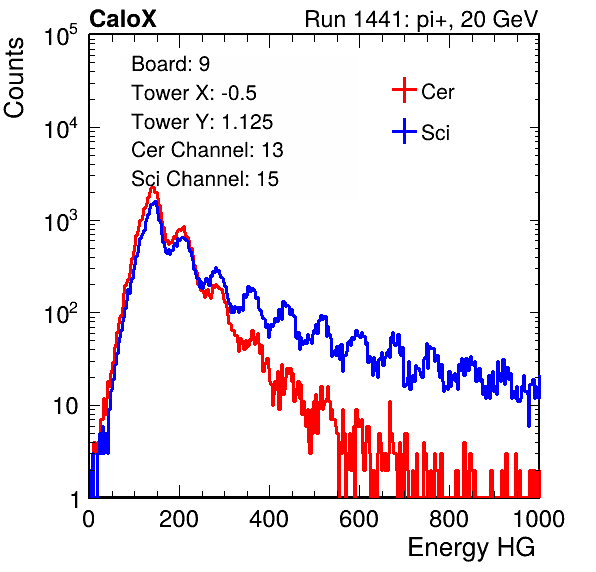 CaloX Run 1441: pi+, 20 GeV
Counts
10^5
10^4
10^3
10^2
10
1
Board: 9
Tower X: -0.5
Tower Y: 1.125
Cer Channel: 13
Sci Channel: 15
Cer
Sci
0 200 400 600 800 1000
Energy HG